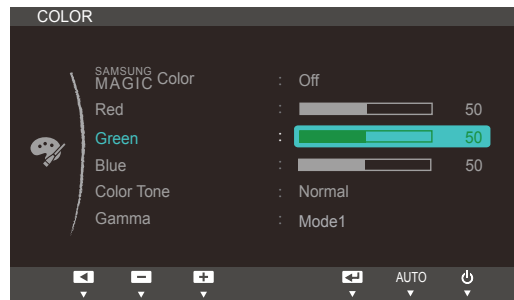 COLOR
SAMSUNG MAGIC Color : Off
Red : 50
Green : 50
Blue : 50
Color Tone : Normal
Gamma : Mode1
AUTO